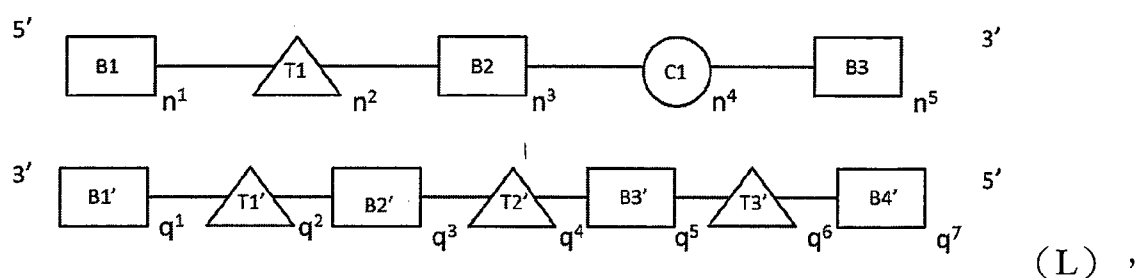 5′ B1 n¹ T1 n² B2 n³ C1 n⁴ B3 n⁵ 3′
3′ B1' q¹ T1' q² B2' q³ T2' q⁴ B3' q⁵ T3' q⁶ B4' q⁷ 5′
(L) ,